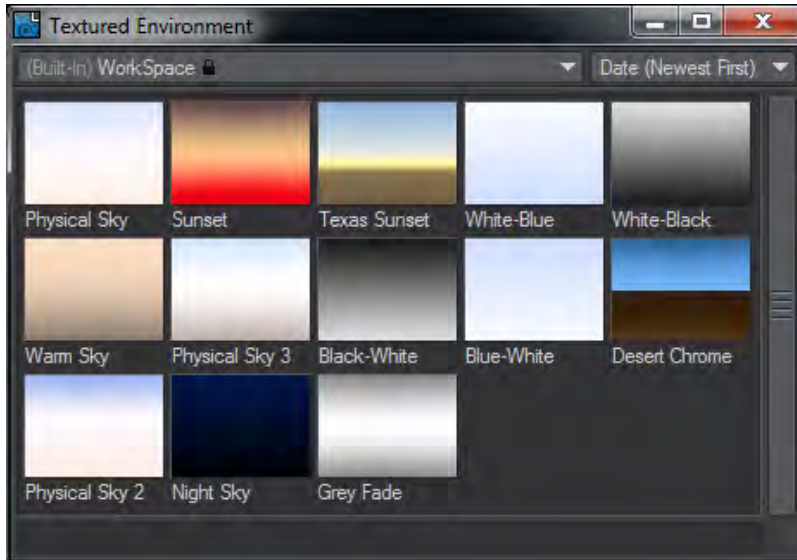 Textured Environment
(Built-In) WorkSpace Date (Newest First)
Physical Sky Sunset Texas Sunset White-Blue White-Black
Warm Sky Physical Sky 3 Black-White Blue-White Desert Chrome
Physical Sky 2 Night Sky Grey Fade